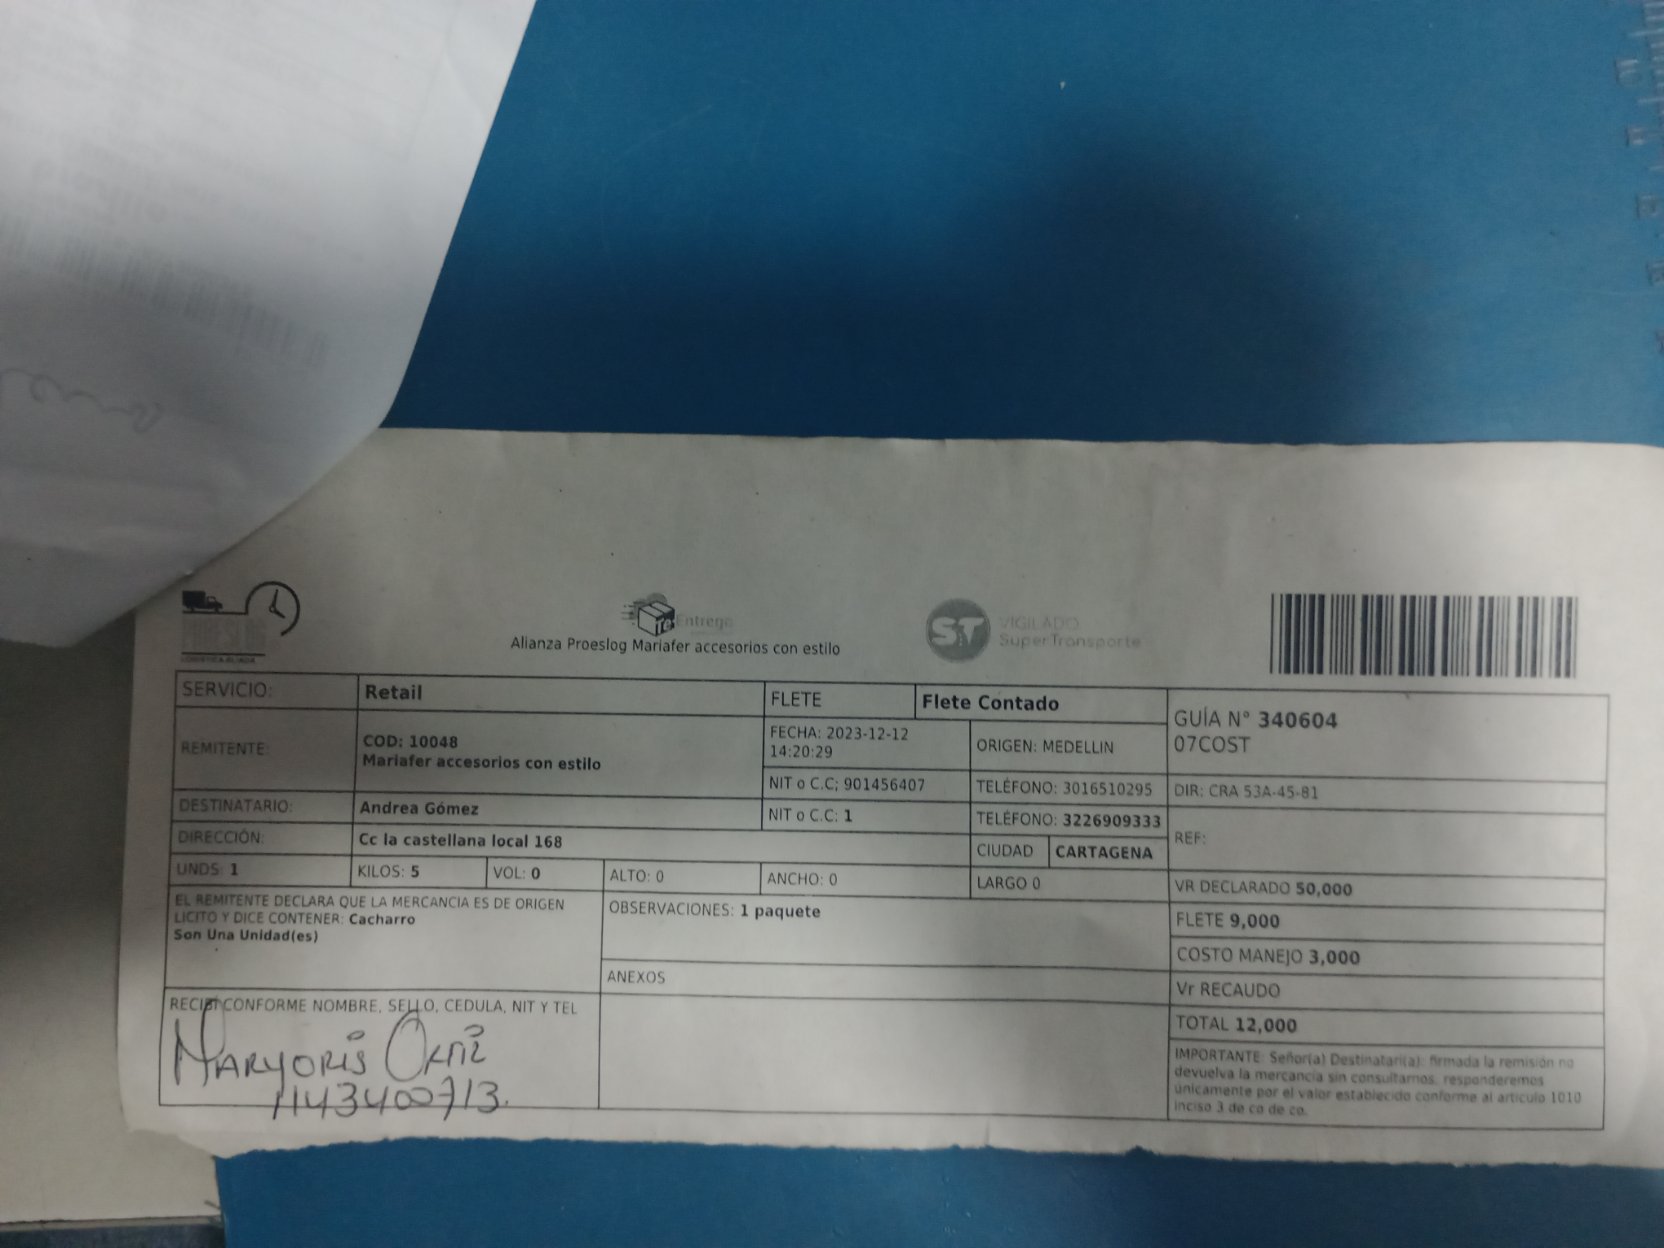 Entrega
Alianza Proeslog Mariafer accesorios con estilo
ST VIGILADO
SuperTransporte
SERVICIO: Retail FLETE Flete Contado
GUÍA N° 340604
07COST
REMITENTE: COD: 10048
Mariafer accesorios con estilo
FECHA: 2023-12-12
14:20:29
ORIGEN: MEDELLIN
NIT o C.C; 901456407 TELÉFONO: 3016510295 DIR: CRA 53A-45-81
DESTINATARIO: Andrea Gómez NIT o C.C: 1 TELÉFONO: 3226909333
REF:
DIRECCIÓN: Cc la castellana local 168 CIUDAD CARTAGENA
UNDS: 1 KILOS: 5 VOL: 0 ALTO: 0 ANCHO: 0 LARGO 0 VR DECLARADO 50,000
EL REMITENTE DECLARA QUE LA MERCANCIA ES DE ORIGEN
LICITO Y DICE CONTENER: Cacharro
Son Una Unidad(es)
OBSERVACIONES: 1 paquete
ANEXOS
FLETE 9,000
COSTO MANEJO 3,000
Vr RECAUDO
TOTAL 12,000
RECIBI CONFORME NOMBRE, SELLO, CEDULA, NIT Y TEL
MARYORIS ORTIZ
1143400713.
IMPORTANTE: Señor(a) Destinatari(a): firmada la remisión no
devuelva la mercancia sin consultarnos, responderemos
únicamente por el valor establecido conforme al articulo 1010
inciso 3 de co de co.